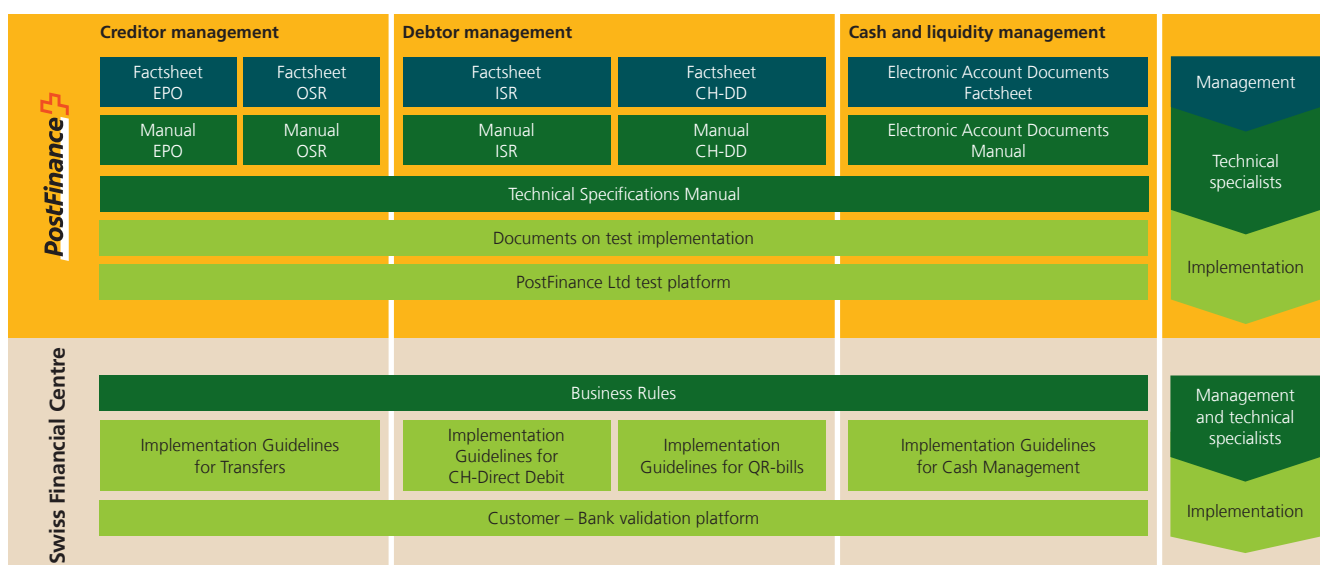 Creditor management
Debtor management
Cash and liquidity management
PostFinance
Factsheet
EPO
Factsheet
OSR
Factsheet
ISR
Factsheet
CH-DD
Electronic Account Documents
Factsheet
Management
Manual
EPO
Manual
OSR
Manual
ISR
Manual
CH-DD
Electronic Account Documents
Manual
Technical
specialists
Technical Specifications Manual
Documents on test implementation
Implementation
PostFinance Ltd test platform
Swiss Financial Centre
Business Rules
Management
and technical
specialists
Implementation Guidelines
for Transfers
Implementation
Guidelines for
CH-Direct Debit
Implementation
Guidelines for QR-bills
Implementation Guidelines
for Cash Management
Customer – Bank validation platform
Implementation